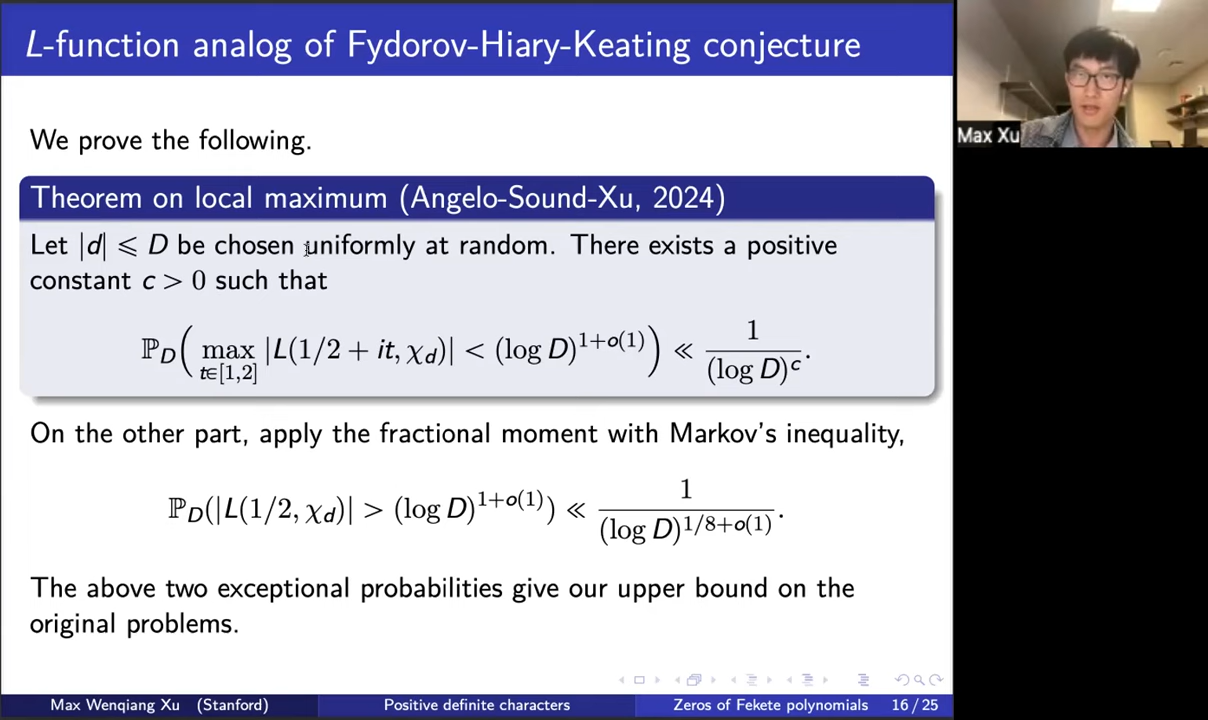 L-function analog of Fydorov-Hiary-Keating conjecture
Max Xu
We prove the following.
Theorem on local maximum (Angelo-Sound-Xu, 2024)
Let |d| ⩽ D be chosen uniformly at random. There exists a positive
constant c > 0 such that
ℙ_D( max_{t∈[1,2]} |L(1/2 + it, χ_d)| < (log D)^{1+o(1)} ) ≪ 1/(log D)^c.
On the other part, apply the fractional moment with Markov's inequality,
ℙ_D(|L(1/2, χ_d)| > (log D)^{1+o(1)}) ≪ 1/(log D)^{1/8+o(1)}.
The above two exceptional probabilities give our upper bound on the
original problems.
Max Wenqiang Xu (Stanford) Positive definite characters Zeros of Fekete polynomials 16 / 25